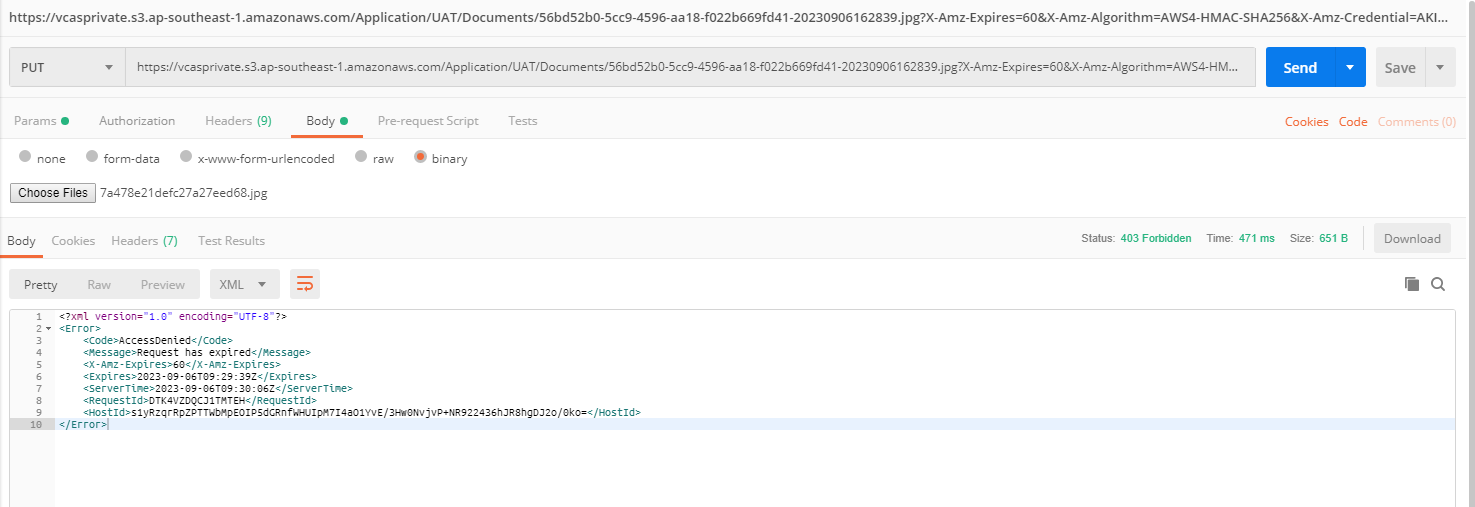 https://vcasprivate.s3.ap-southeast-1.amazonaws.com/Application/UAT/Documents/56bd52b0-5cc9-4596-aa18-f022b669fd41-20230906162839.jpg?X-Amz-Expires=60&X-Amz-Algorithm=AWS4-HMAC-SHA256&X-Amz-Credential=AKI...
PUT https://vcasprivate.s3.ap-southeast-1.amazonaws.com/Application/UAT/Documents/56bd52b0-5cc9-4596-aa18-f022b669fd41-20230906162839.jpg?X-Amz-Expires=60&X-Amz-Algorithm=AWS4-HM... Send Save
Params Authorization Headers (9) Body Pre-request Script Tests Cookies Code Comments (0)
none form-data x-www-form-urlencoded raw binary
Choose Files 7a478e21defc27a27eed68.jpg
Body Cookies Headers (7) Test Results Status: 403 Forbidden Time: 471 ms Size: 651 B Download
Pretty Raw Preview XML
1 <?xml version="1.0" encoding="UTF-8"?>
2 <Error>
3 <Code>AccessDenied</Code>
4 <Message>Request has expired</Message>
5 <X-Amz-Expires>60</X-Amz-Expires>
6 <Expires>2023-09-06T09:29:39Z</Expires>
7 <ServerTime>2023-09-06T09:30:06Z</ServerTime>
8 <RequestId>DTK4VZDQCJ1TMTEH</RequestId>
9 <HostId>s1yRzqrRpZPTTWbMpEOIP5dGRnfWHUIpM7I4aO1YvE/3Hw0NvjvP+NR922436hJR8hgDJ2o/0ko=</HostId>
10 </Error>